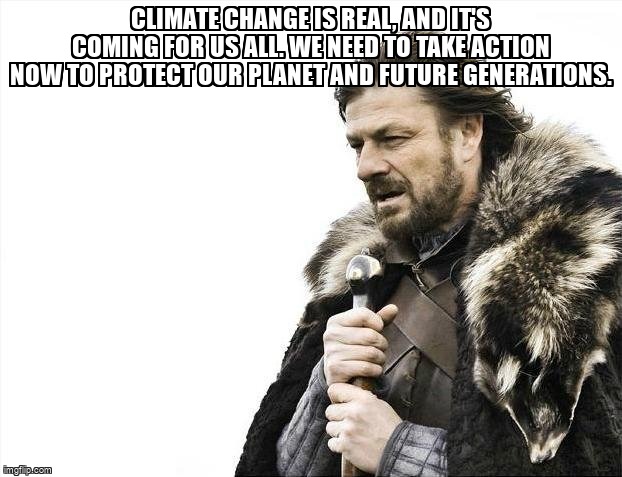 CLIMATE CHANGE IS REAL, AND IT'S
COMING FOR US ALL. WE NEED TO TAKE ACTION
NOW TO PROTECT OUR PLANET AND FUTURE GENERATIONS.
imgflip.com